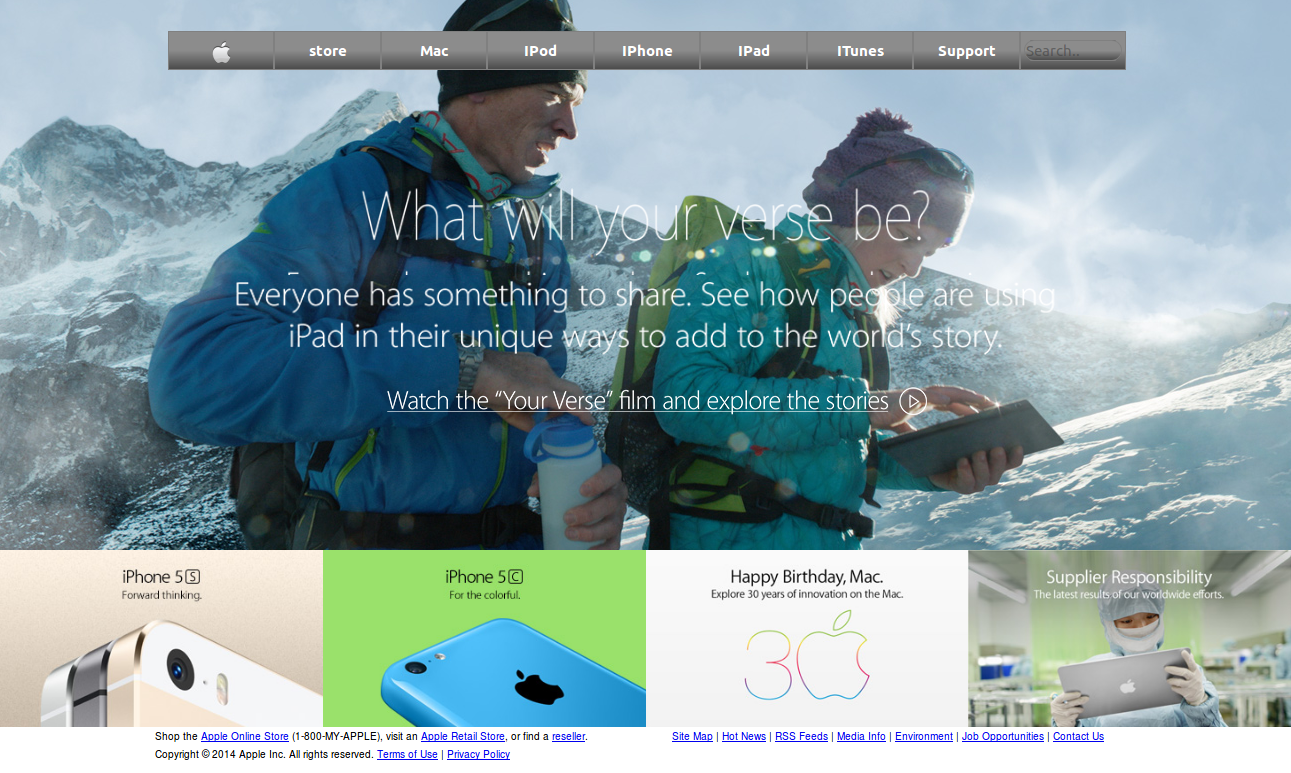 store Mac IPod IPhone IPad ITunes Support Search..
What will your verse be?
Everyone has something to share. See how people are using
iPad in their unique ways to add to the world's story.
Watch the “Your Verse” film and explore the stories
iPhone 5S
Forward thinking.
iPhone 5C
For the colorful.
Happy Birthday, Mac.
Explore 30 years of innovation on the Mac.
30
Supplier Responsibility
The latest results of our worldwide efforts.
Shop the Apple Online Store (1-800-MY-APPLE), visit an Apple Retail Store, or find a reseller.
Site Map | Hot News | RSS Feeds | Media Info | Environment | Job Opportunities | Contact Us
Copyright © 2014 Apple Inc. All rights reserved. Terms of Use | Privacy Policy